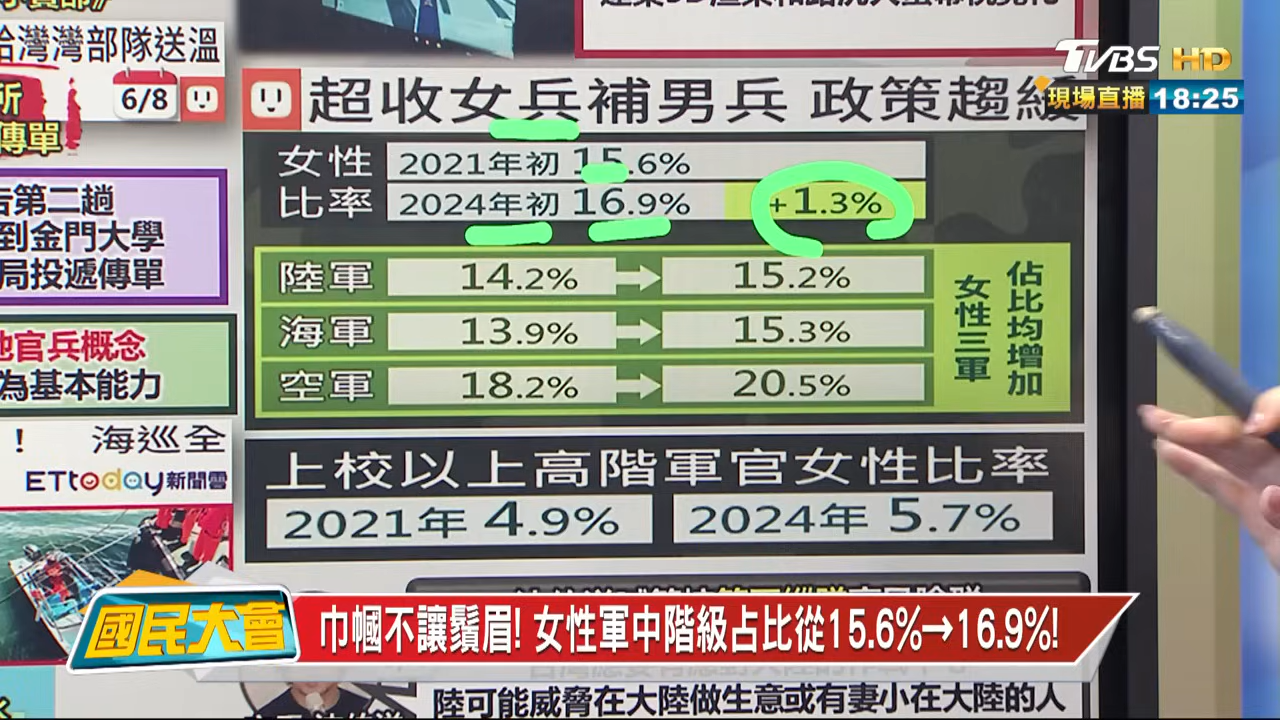 台灣灣部隊送溫
6/8
所
傳單
告第二趟
到金門大學
局投遞傳單
官兵概念
為基本能力
! 海巡全
ETtoday新聞雲
TVBS HD
現場直播 18:25
超收女兵補男兵 政策趨緩
女性比率
2021年初 15.6%
2024年初 16.9% +1.3%
陸軍 14.2% → 15.2%
海軍 13.9% → 15.3%
空軍 18.2% → 20.5%
女性三軍
佔比均增加
上校以上高階軍官女性比率
2021年 4.9% 2024年 5.7%
國民大會
巾幗不讓鬚眉! 女性軍中階級占比從15.6%→16.9%!
陸可能威脅在大陸做生意或有妻小在大陸的人